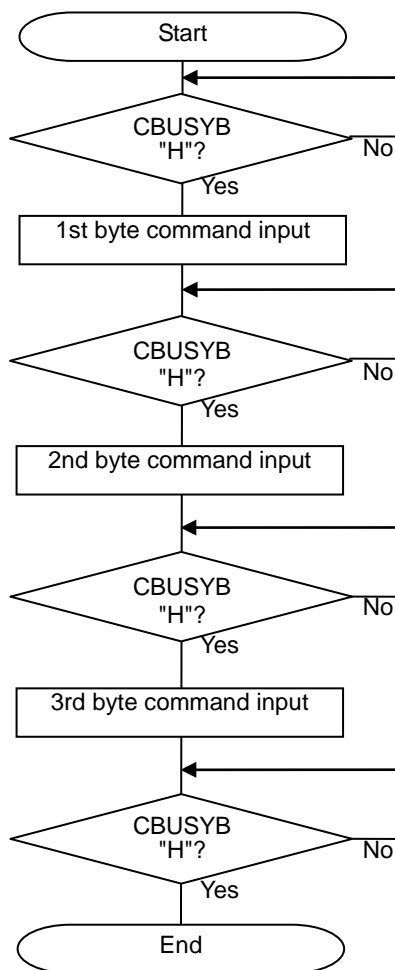 Start
CBUSYB
"H"?
No
Yes
1st byte command input
CBUSYB
"H"?
No
Yes
2nd byte command input
CBUSYB
"H"?
No
Yes
3rd byte command input
CBUSYB
"H"?
No
Yes
End